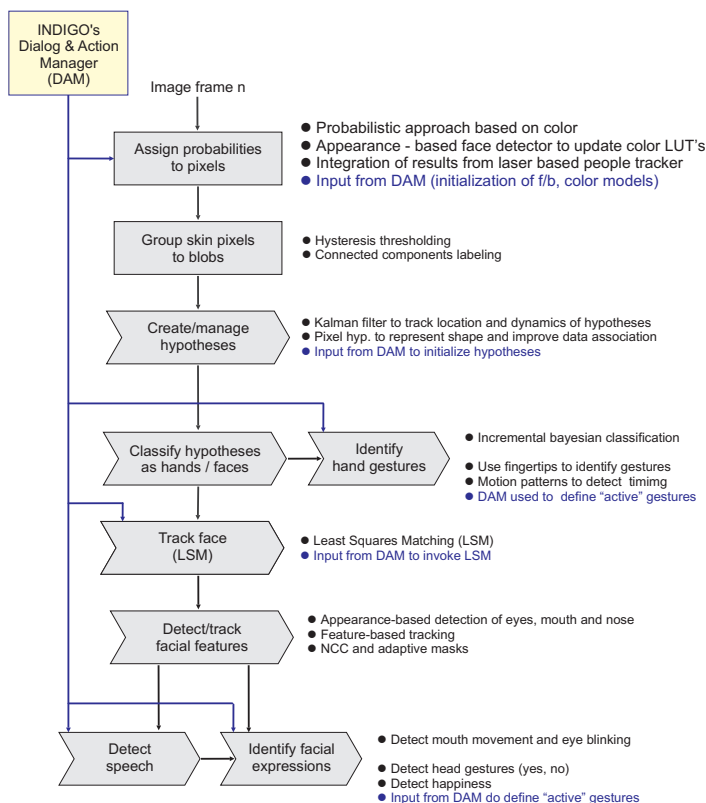 INDIGO's
Dialog & Action
Manager
(DAM)
Image frame n
Assign probabilities
to pixels
● Probabilistic approach based on color
● Appearance - based face detector to update color LUT's
● Integration of results from laser based people tracker
● Input from DAM (initialization of f/b, color models)
Group skin pixels
to blobs
● Hysteresis thresholding
● Connected components labeling
Create/manage
hypotheses
● Kalman filter to track location and dynamics of hypotheses
● Pixel hyp. to represent shape and improve data association
● Input from DAM to initialize hypotheses
Classify hypotheses
as hands / faces
Identify
hand gestures
● Incremental bayesian classification
● Use fingertips to identify gestures
● Motion patterns to detect timimg
● DAM used to define “active” gestures
Track face
(LSM)
● Least Squares Matching (LSM)
● Input from DAM to invoke LSM
Detect/track
facial features
● Appearance-based detection of eyes, mouth and nose
● Feature-based tracking
● NCC and adaptive masks
Detect
speech
Identify facial
expressions
● Detect mouth movement and eye blinking
● Detect head gestures (yes, no)
● Detect happiness
● Input from DAM do define “active” gestures